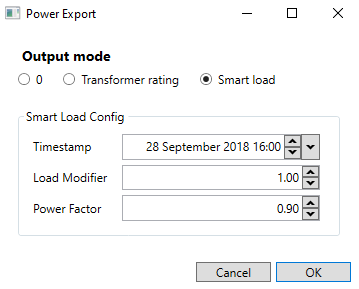 Power Export
Output mode
0 Transformer rating Smart load
Smart Load Config
Timestamp 28 September 2018 16:00
Load Modifier 1.00
Power Factor 0.90
Cancel OK